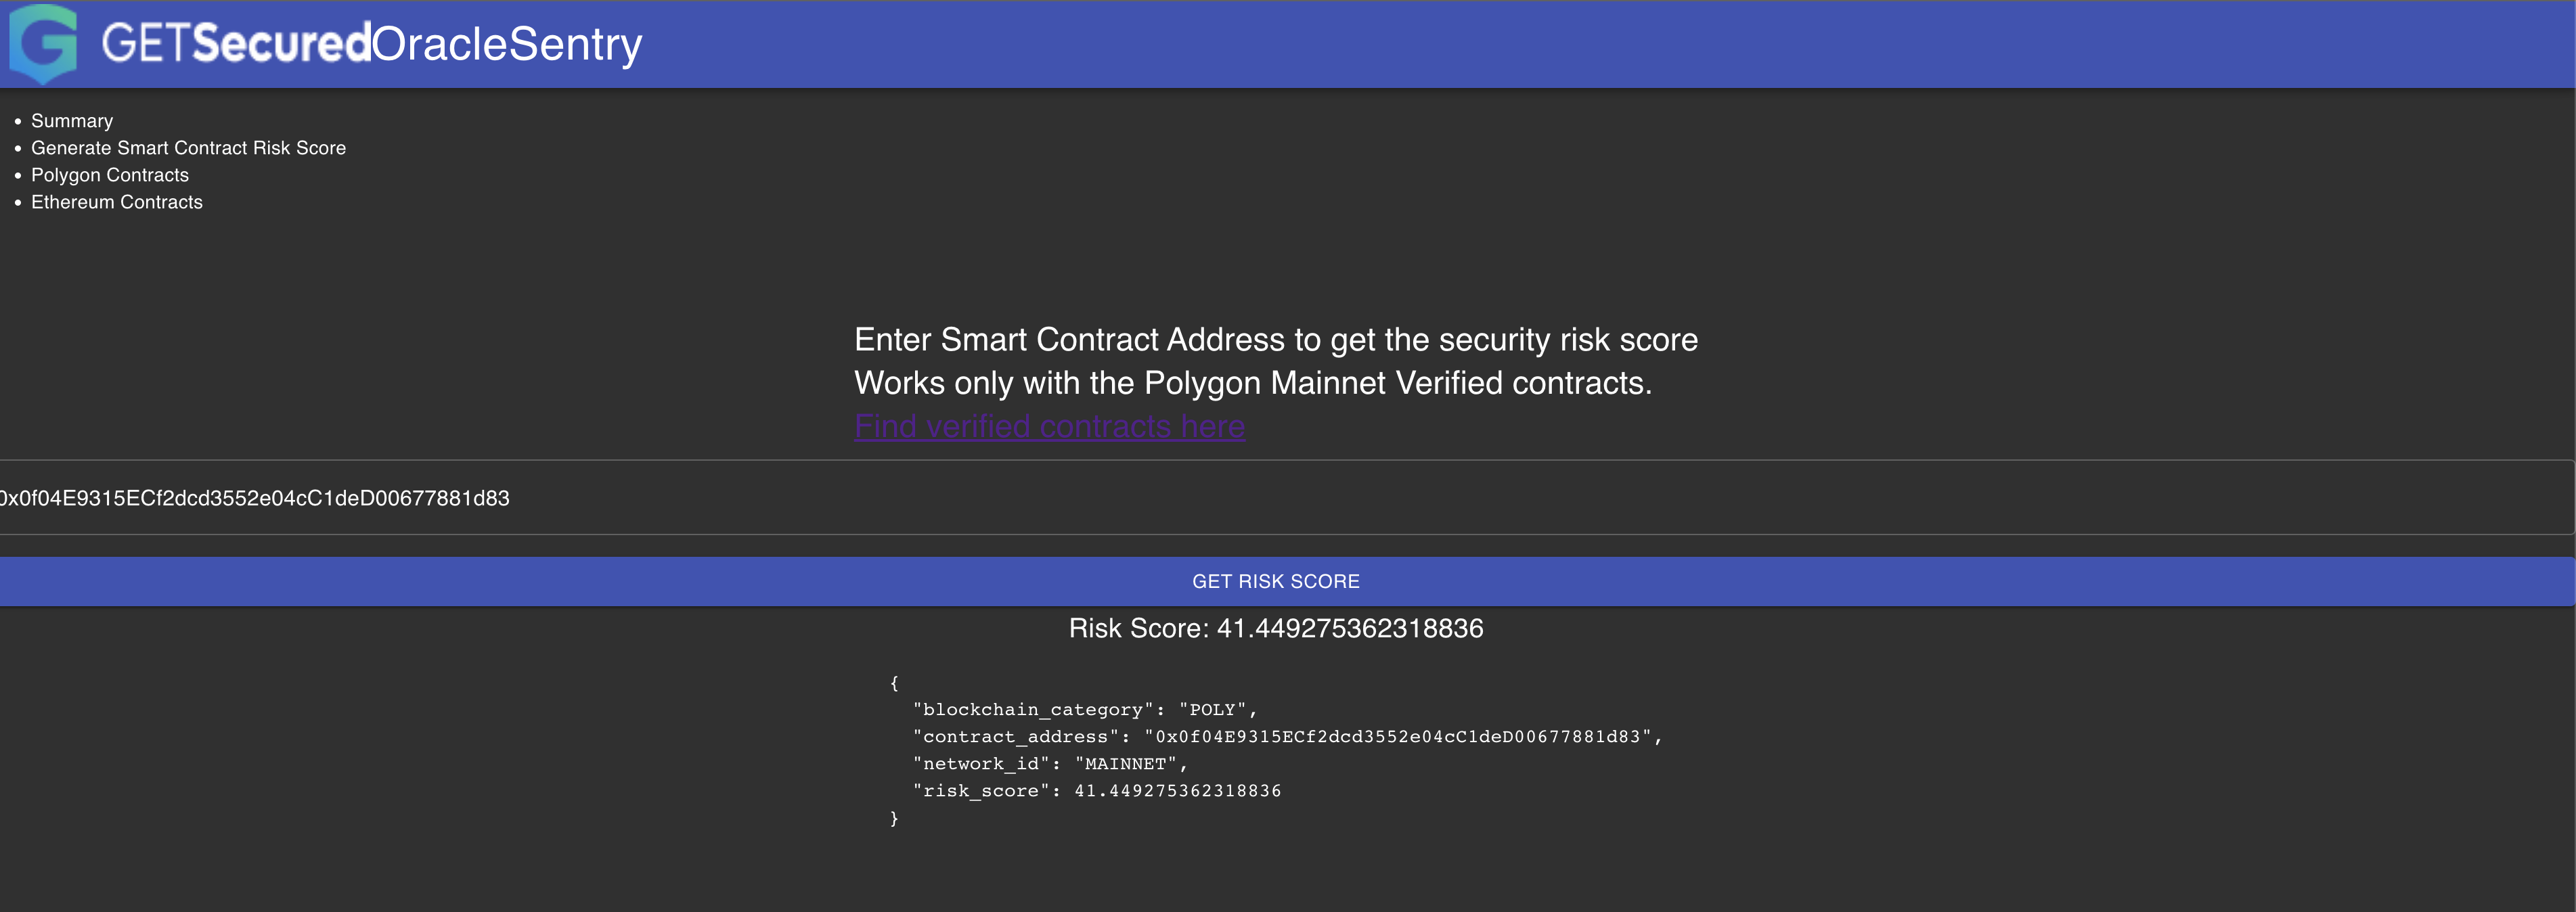 GETSecuredOracleSentry
Summary
Generate Smart Contract Risk Score
Polygon Contracts
Ethereum Contracts
Enter Smart Contract Address to get the security risk score
Works only with the Polygon Mainnet Verified contracts.
Find verified contracts here
0x0f04E9315ECf2dcd3552e04cC1deD00677881d83
GET RISK SCORE
Risk Score: 41.449275362318836
{
"blockchain_category": "POLY",
"contract_address": "0x0f04E9315ECf2dcd3552e04cC1deD00677881d83",
"network_id": "MAINNET",
"risk_score": 41.449275362318836
}